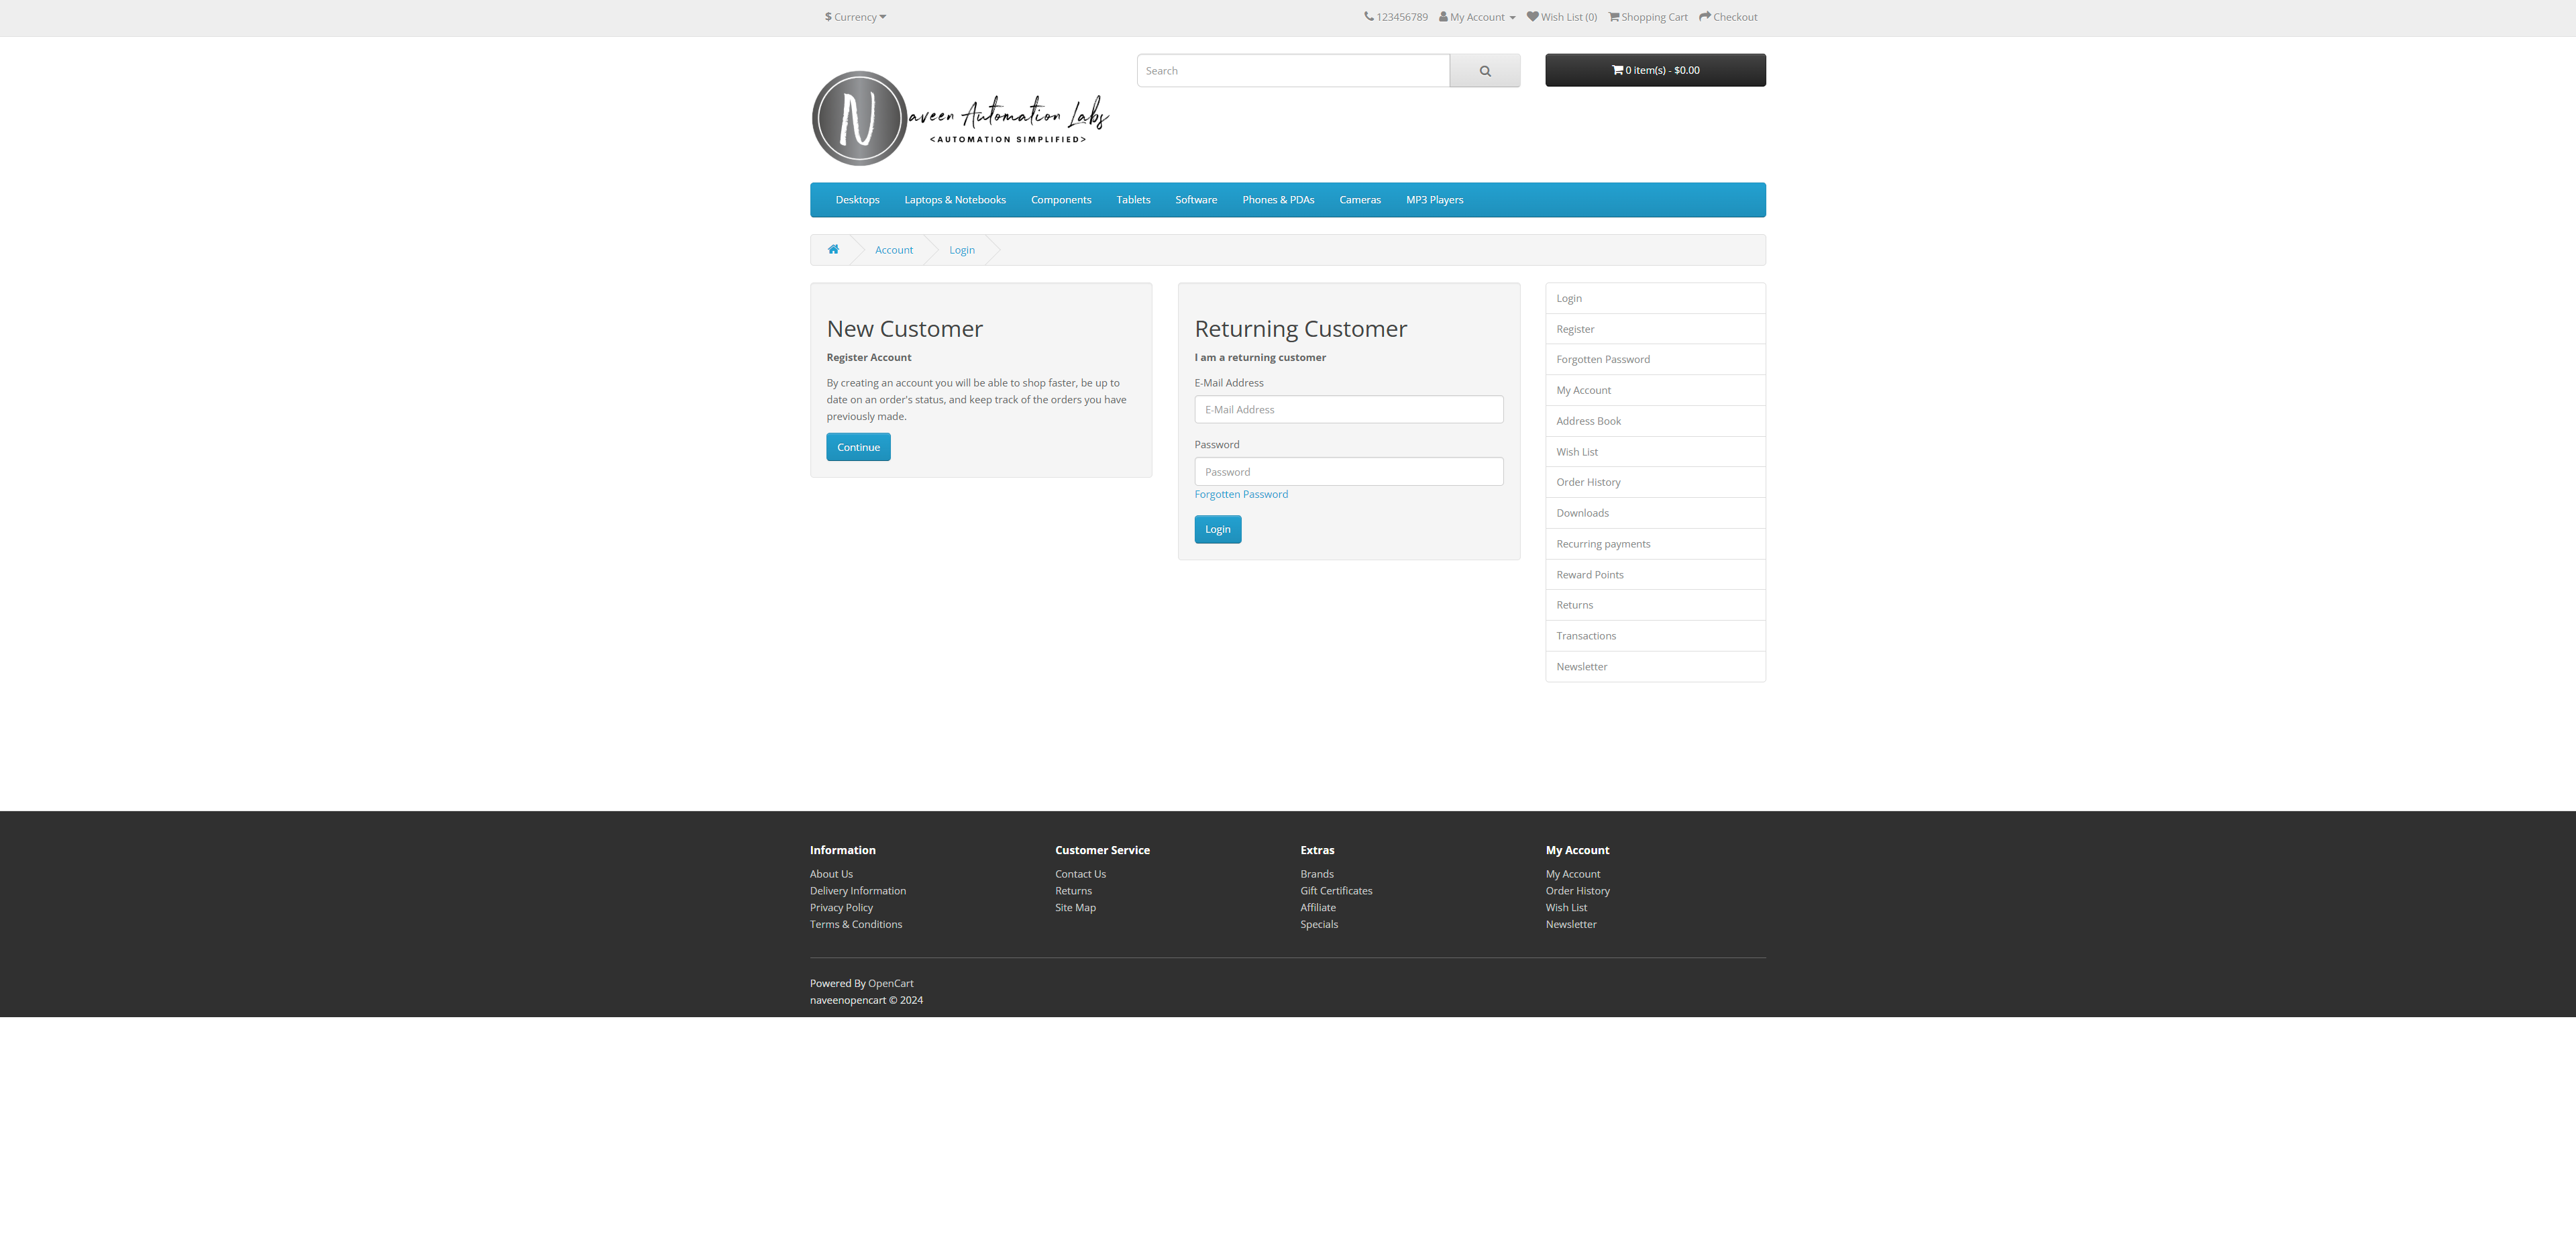 $ Currency
123456789 My Account Wish List (0) Shopping Cart Checkout
Search
0 item(s) - $0.00
Naveen Automation Labs
<AUTOMATION SIMPLIFIED>
Desktops Laptops & Notebooks Components Tablets Software Phones & PDAs Cameras MP3 Players
Account Login
New Customer
Register Account
By creating an account you will be able to shop faster, be up to
date on an order's status, and keep track of the orders you have
previously made.
Continue
Returning Customer
I am a returning customer
E-Mail Address
E-Mail Address
Password
Password
Forgotten Password
Login
Login
Register
Forgotten Password
My Account
Address Book
Wish List
Order History
Downloads
Recurring payments
Reward Points
Returns
Transactions
Newsletter
Information
About Us
Delivery Information
Privacy Policy
Terms & Conditions
Customer Service
Contact Us
Returns
Site Map
Extras
Brands
Gift Certificates
Affiliate
Specials
My Account
My Account
Order History
Wish List
Newsletter
Powered By OpenCart
naveenopencart © 2024